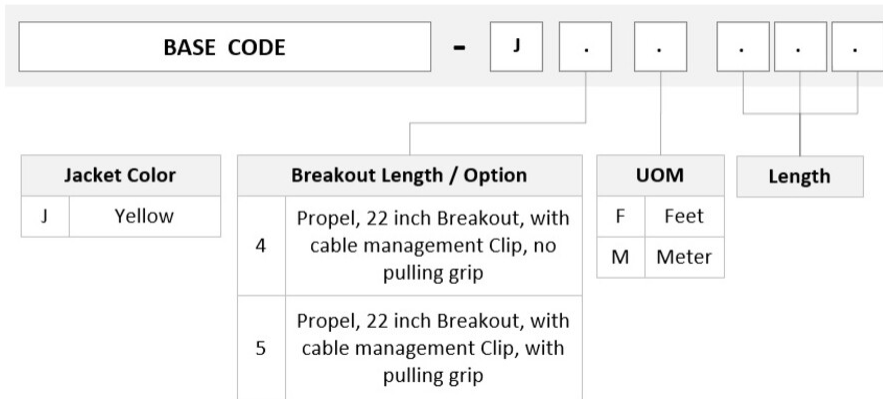 BASE CODE - J . . . . .
Jacket Color
J Yellow
Breakout Length / Option
4 Propel, 22 inch Breakout, with
cable management Clip, no
pulling grip
5 Propel, 22 inch Breakout, with
cable management Clip, with
pulling grip
UOM
F Feet
M Meter
Length